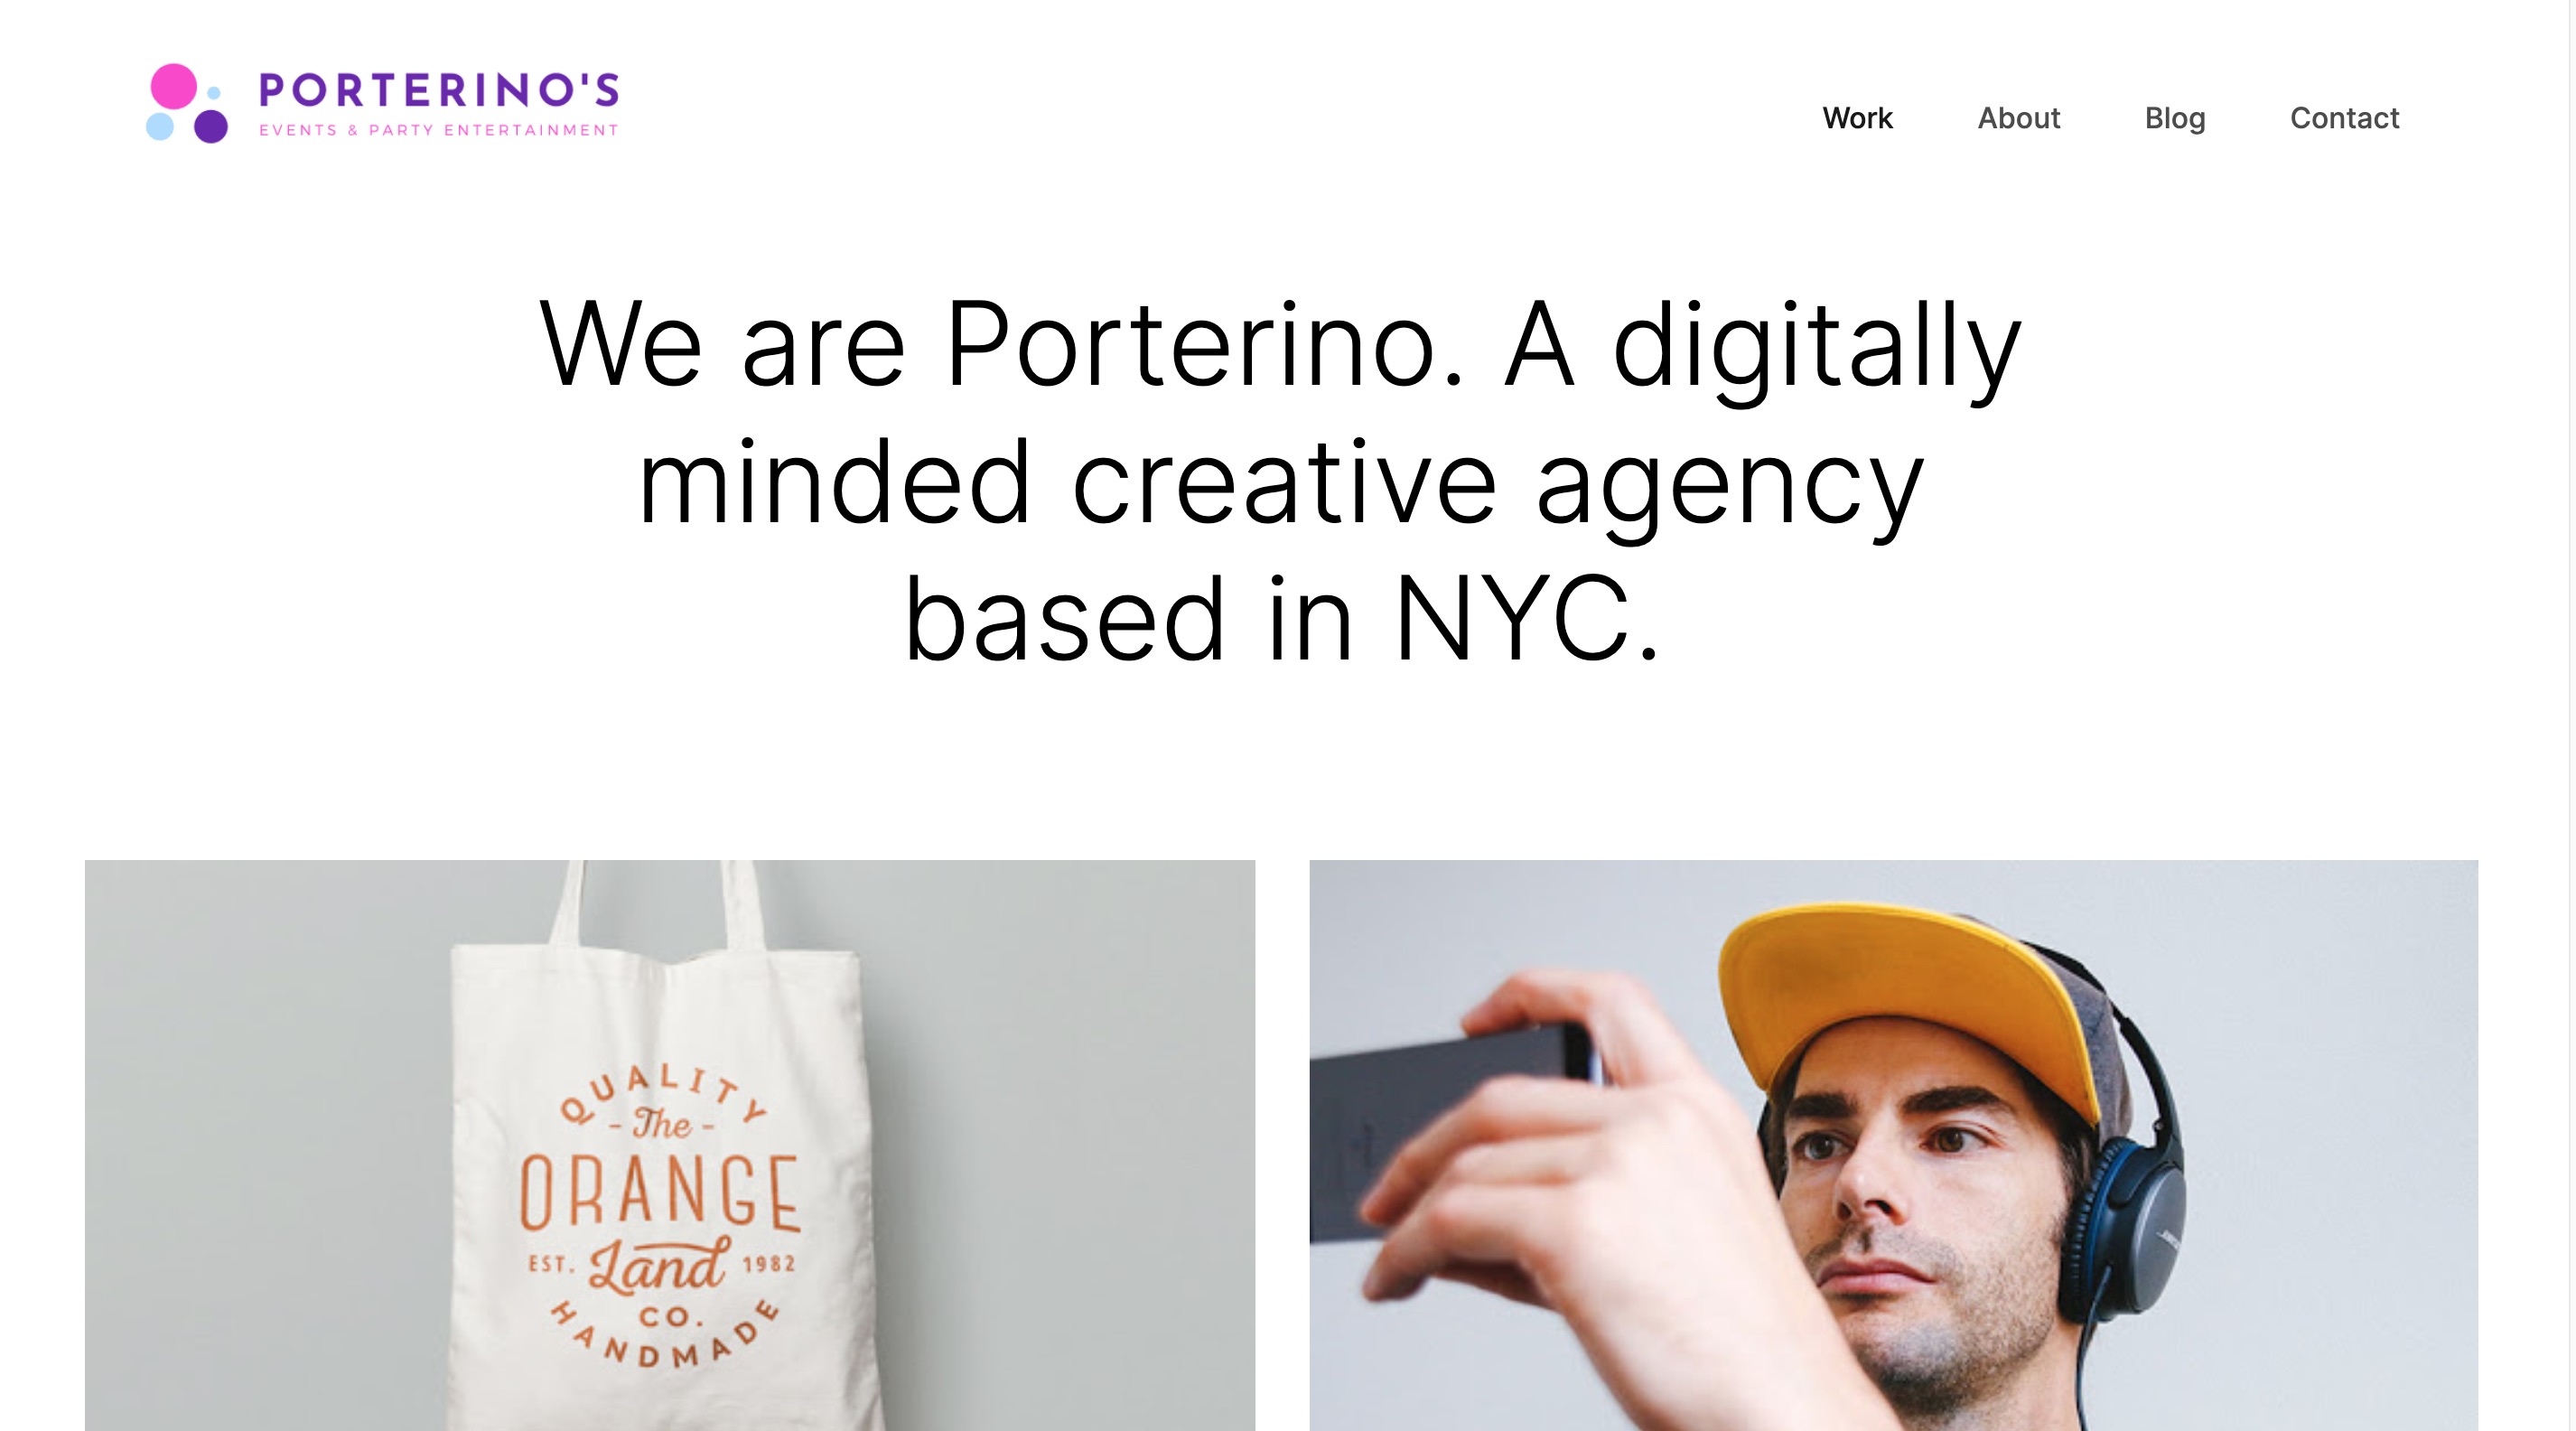 PORTERINO'S
EVENTS & PARTY ENTERTAINMENT
Work
About
Blog
Contact
We are Porterino. A digitally
minded creative agency
based in NYC.
QUALITY
- The -
ORANGE
EST. Land 1982
CO.
HANDMADE